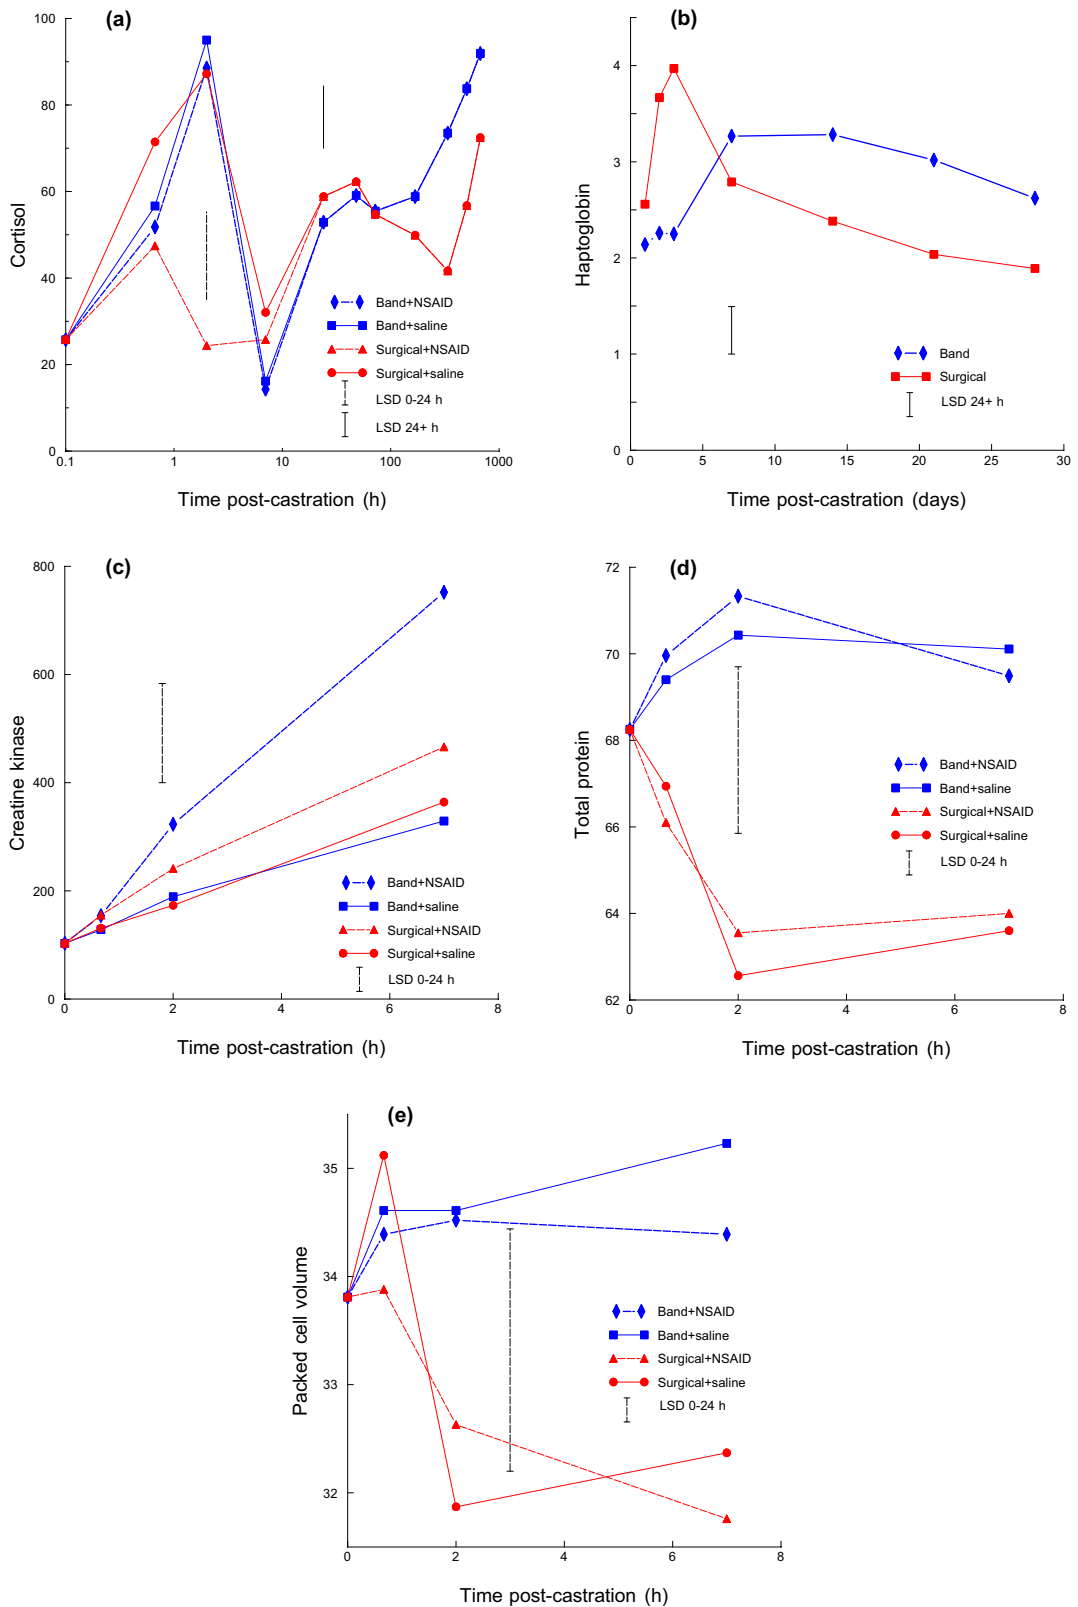 (a)
100
80
60
40
20
0
Cortisol
Band+NSAID
Band+saline
Surgical+NSAID
Surgical+saline
LSD 0-24 h
LSD 24+ h
0.1 1 10 100 1000
Time post-castration (h)
(b)
4
3
2
1
0
Haptoglobin
Band
Surgical
LSD 24+ h
0 5 10 15 20 25 30
Time post-castration (days)
(c)
800
600
400
200
0
Creatine kinase
Band+NSAID
Band+saline
Surgical+NSAID
Surgical+saline
LSD 0-24 h
0 2 4 6 8
Time post-castration (h)
(d)
72
70
68
66
64
62
Total protein
Band+NSAID
Band+saline
Surgical+NSAID
Surgical+saline
LSD 0-24 h
0 2 4 6 8
Time post-castration (h)
(e)
35
34
33
32
Packed cell volume
Band+NSAID
Band+saline
Surgical+NSAID
Surgical+saline
LSD 0-24 h
0 2 4 6 8
Time post-castration (h)